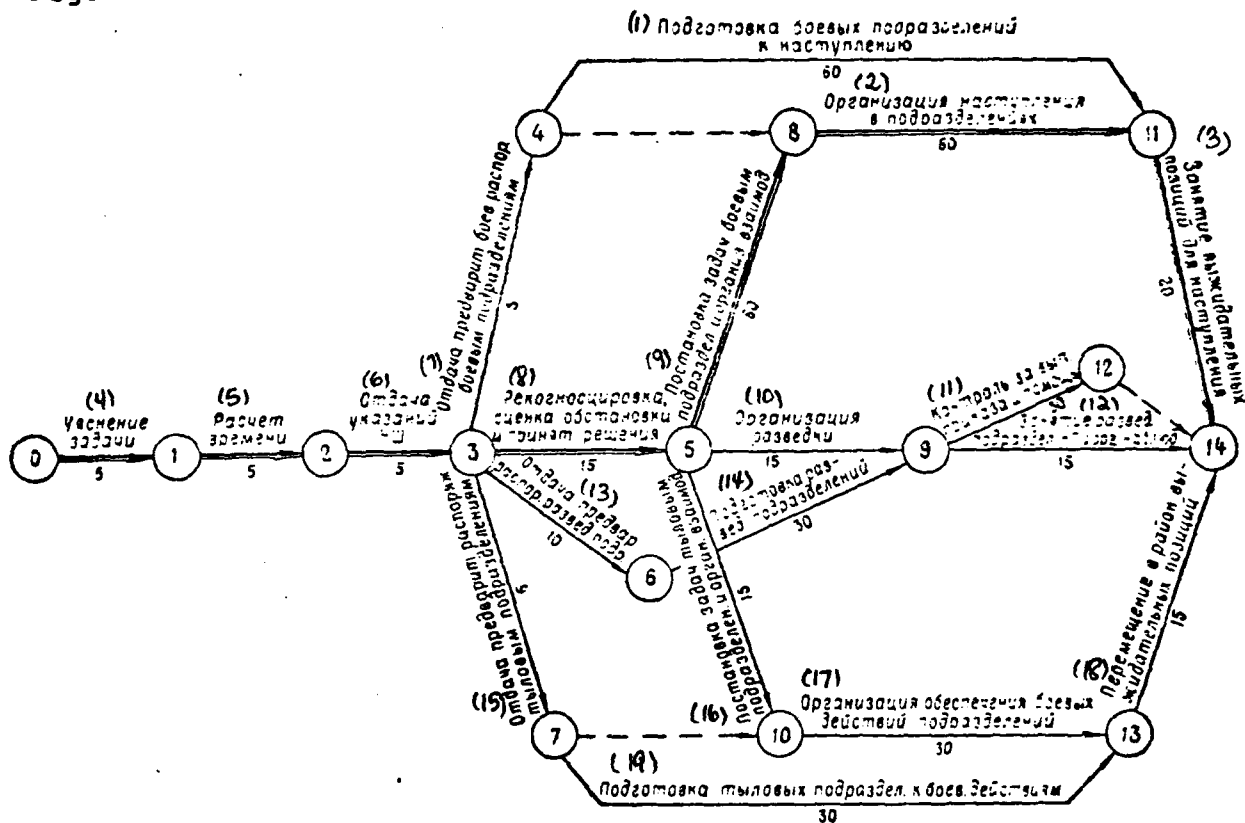 (1) Подготовка боевых подразделений
к наступлению
60
(2)
Организация наступления
в подразделениях
60
4
8
11
(3)
Занятие выжидательных
позиций для наступления
20
(7)
Отдача предварит боев распор
боевым подразделениям
5
(9)
Постановка задач боевым
подраздел и организ взаимод
60
(4)
Уяснение
задачи
5
(5)
Расчет
времени
5
(6)
Отдача
указаний
5
(8)
Рекогносцировка,
оценка обстановки
и принят решения
15
(10)
Организация
разведки
15
(11)
Контроль за вып
12
(12)
Занятие развед
15
0
1
2
3
5
9
14
(13)
Отдача предвар
распор. развед подр
10
(14)
Подготовка раз-
вед подразделений
30
6
(15)
Отдача предварит. распоряж
тыловым подразделениям
5
(16)
Постановка задач тыловым
подразделен. и орган. взаимод
15
(17)
Организация обеспечения боевых
действий подразделений
30
(18)
Перемещение в район вы-
жидательных позиций
15
7
10
13
(19)
Подготовка тыловых подраздел. к боев. действиям
30